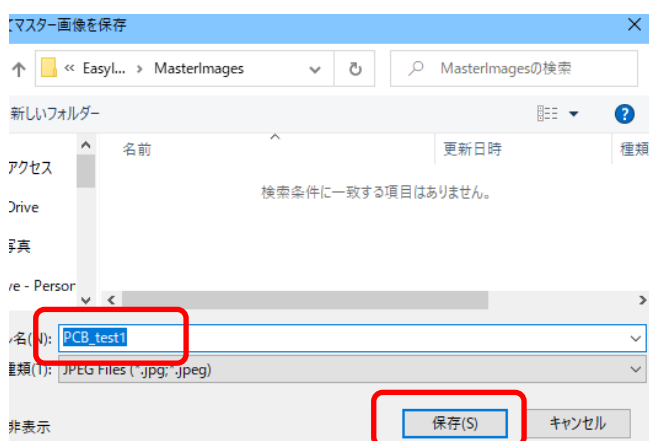 てマスター画像を保存
« EasyI... › MasterImages
MasterImagesの検索
新しいフォルダー
名前 更新日時 種類
アクセス
検索条件に一致する項目はありません。
Drive
写真
ve - Person
ル名(N): PCB_test1
種類(T): JPEG Files (*.jpg;*.jpeg)
非表示
保存(S) キャンセル